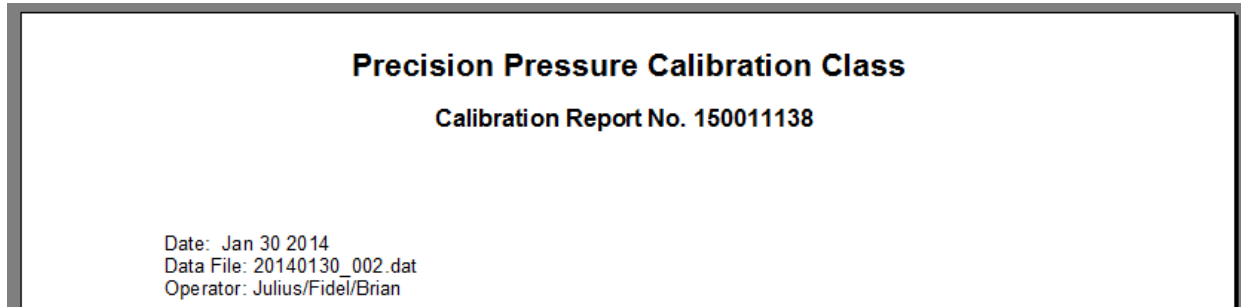 Precision Pressure Calibration Class
Calibration Report No. 150011138
Date:  Jan 30 2014
Data File: 20140130_002.dat
Operator: Julius/Fidel/Brian